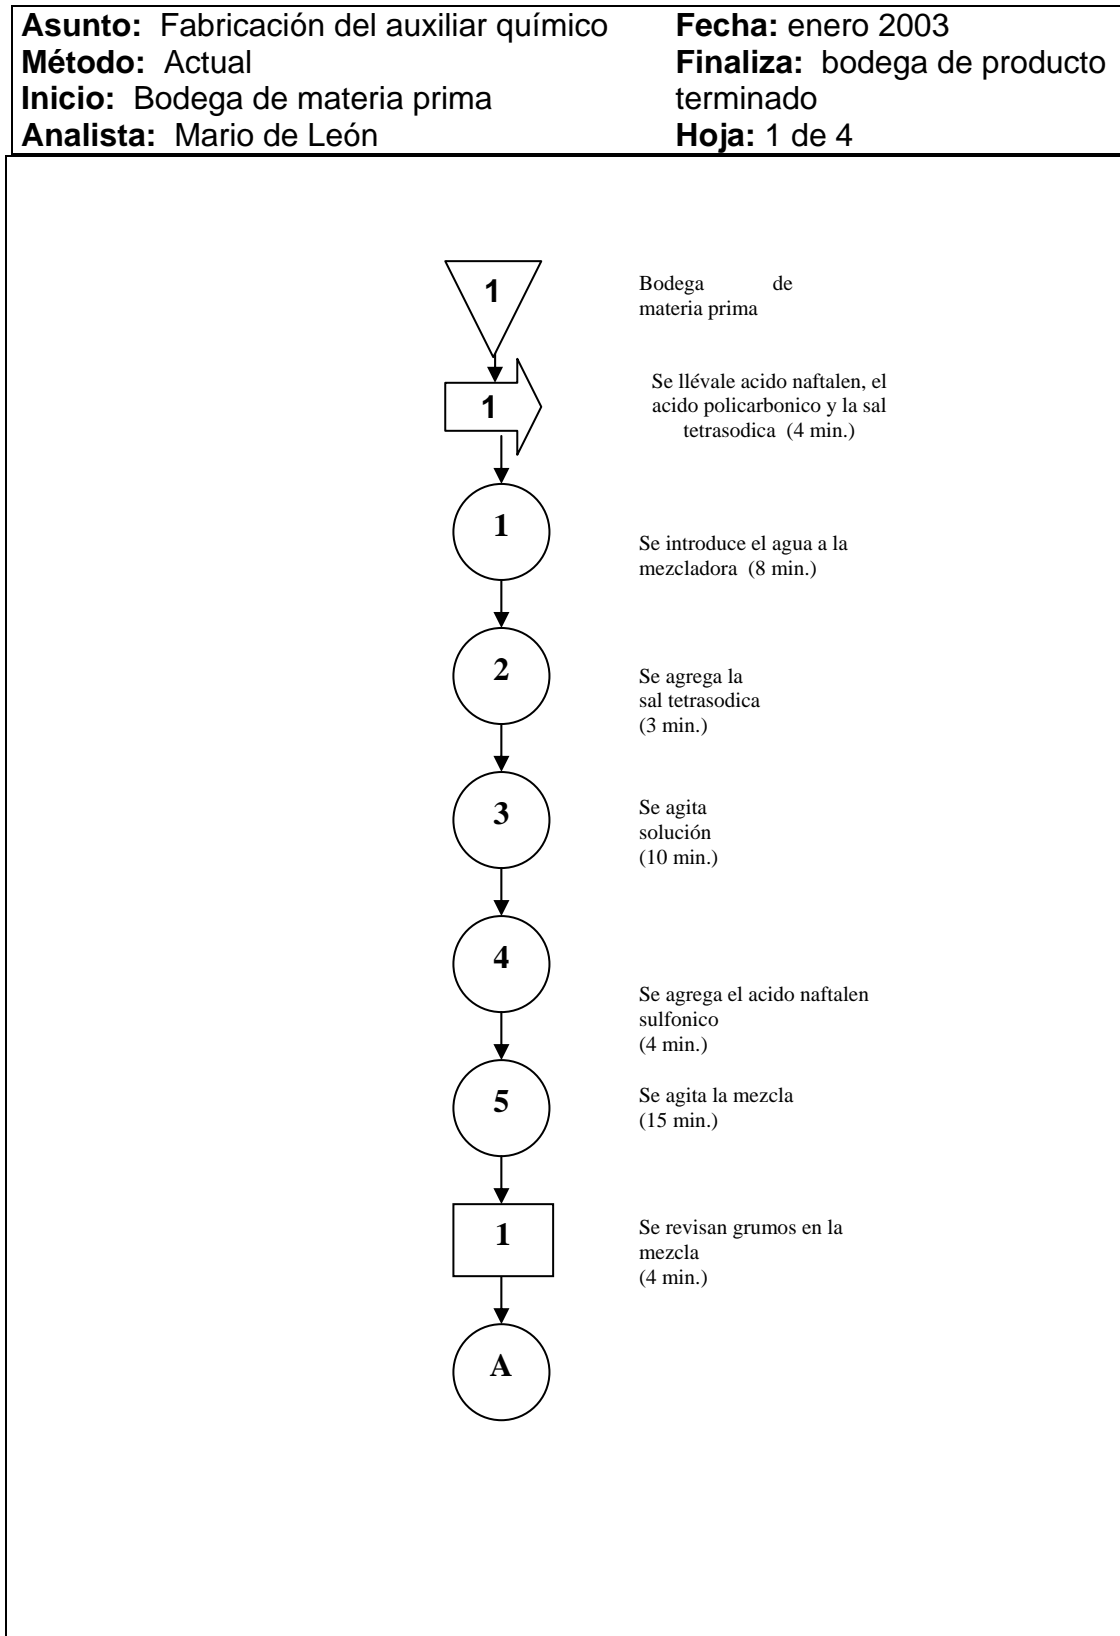 Asunto: Fabricación del auxiliar químico
Método: Actual
Inicio: Bodega de materia prima
Analista: Mario de León
Fecha: enero 2003
Finaliza: bodega de producto
terminado
Hoja: 1 de 4
1
Bodega de
materia prima
1
Se llévale acido naftalen, el
acido policarbonico y la sal
tetrasodica (4 min.)
1
Se introduce el agua a la
mezcladora (8 min.)
2
Se agrega la
sal tetrasodica
(3 min.)
3
Se agita
solución
(10 min.)
4
Se agrega el acido naftalen
sulfonico
(4 min.)
5
Se agita la mezcla
(15 min.)
1
Se revisan grumos en la
mezcla
(4 min.)
A